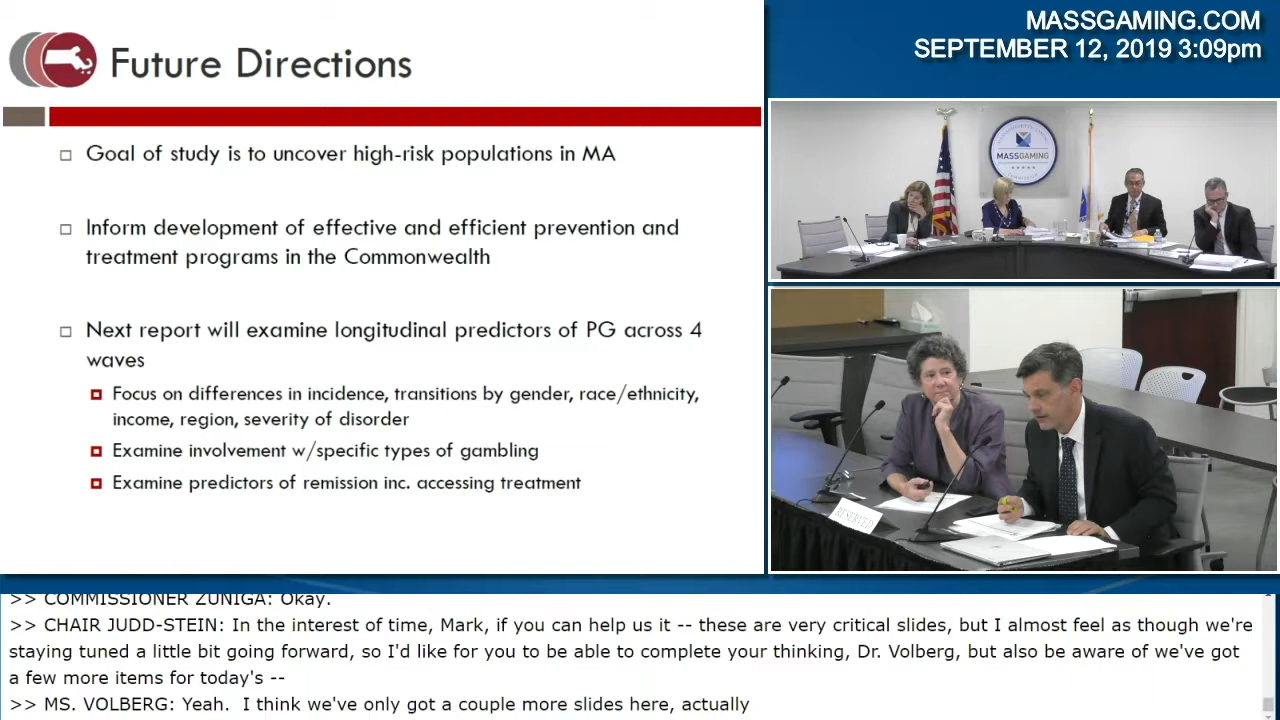 Future Directions
Goal of study is to uncover high-risk populations in MA
Inform development of effective and efficient prevention and
treatment programs in the Commonwealth
Next report will examine longitudinal predictors of PG across 4
waves
Focus on differences in incidence, transitions by gender, race/ethnicity,
income, region, severity of disorder
Examine involvement w/specific types of gambling
Examine predictors of remission inc. accessing treatment
MASSGAMING.COM
SEPTEMBER 12, 2019 3:09pm
MASSGAMING
RESERVED
>> COMMISSIONER ZUNIGA: Okay.
>> CHAIR JUDD-STEIN: In the interest of time, Mark, if you can help us it -- these are very critical slides, but I almost feel as though we're
staying tuned a little bit going forward, so I'd like for you to be able to complete your thinking, Dr. Volberg, but also be aware of we've got
a few more items for today's --
>> MS. VOLBERG: Yeah.  I think we've only got a couple more slides here, actually